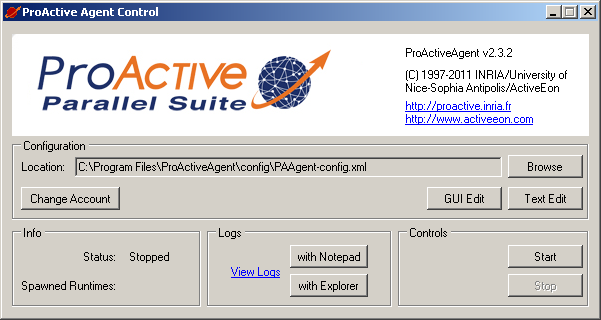 ProActive Agent Control
ProActive
Parallel Suite
ProActiveAgent v2.3.2
(C) 1997-2011 INRIA/University of
Nice-Sophia Antipolis/ActiveEon
http://proactive.inria.fr
http://www.activeeon.com
Configuration
Location: C:\Program Files\ProActiveAgent\config\PAAgent-config.xml Browse
Change Account GUI Edit Text Edit
Info
Status: Stopped
Spawned Runtimes:
Logs
View Logs
with Notepad
with Explorer
Controls
Start
Stop